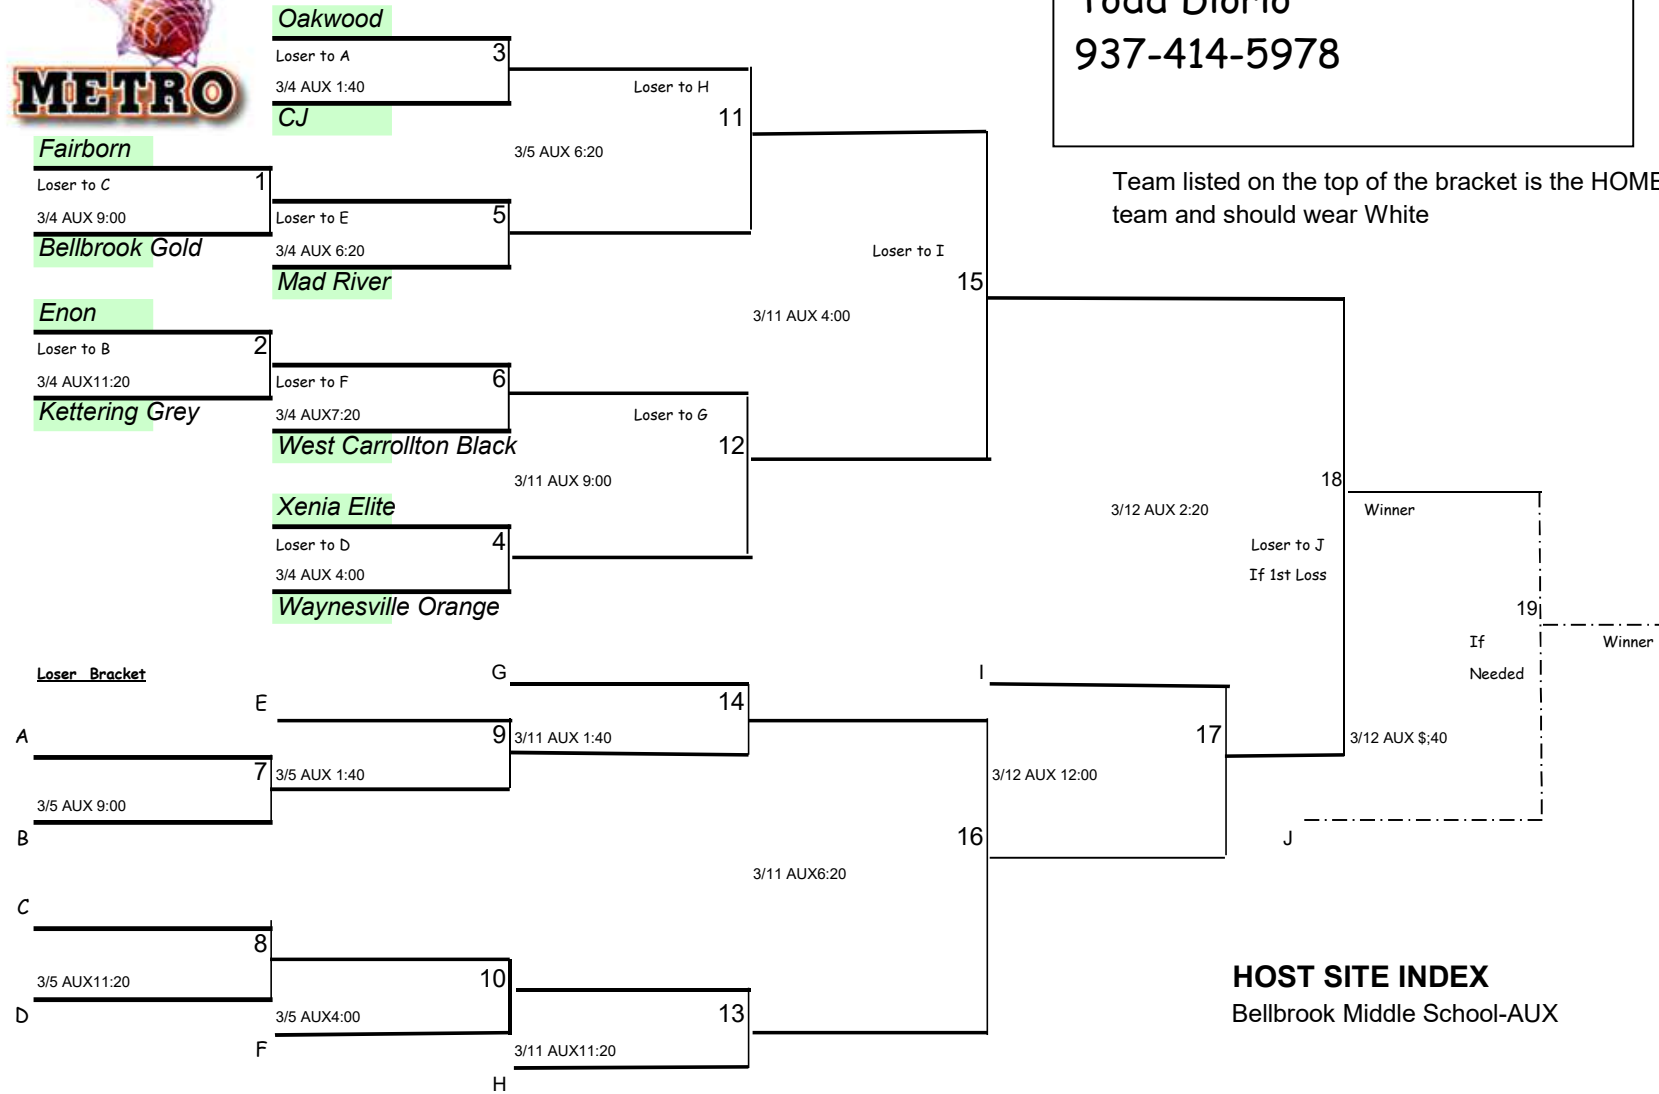 METRO
Todd Diorio
937-414-5978
Team listed on the top of the bracket is the HOME
team and should wear White
Oakwood
Loser to A
3
3/4 AUX 1:40
CJ
Loser to H
11
3/5 AUX 6:20
Fairborn
Loser to C
1
3/4 AUX 9:00
Bellbrook Gold
Loser to E
5
3/4 AUX 6:20
Mad River
Loser to I
15
3/11 AUX 4:00
Enon
Loser to B
2
3/4 AUX11:20
Kettering Grey
Loser to F
6
3/4 AUX7:20
West Carrollton Black
Loser to G
12
3/11 AUX 9:00
Xenia Elite
Loser to D
4
3/4 AUX 4:00
Waynesville Orange
18
3/12 AUX 2:20
Winner
Loser to J
If 1st Loss
19
If
Needed
Winner
Loser Bracket
G
I
E
14
A
9
3/11 AUX 1:40
17
3/12 AUX $;40
7
3/5 AUX 1:40
3/12 AUX 12:00
3/5 AUX 9:00
B
16
J
3/11 AUX6:20
C
8
3/5 AUX11:20
10
D
3/5 AUX4:00
13
F
3/11 AUX11:20
H
HOST SITE INDEX
Bellbrook Middle School-AUX